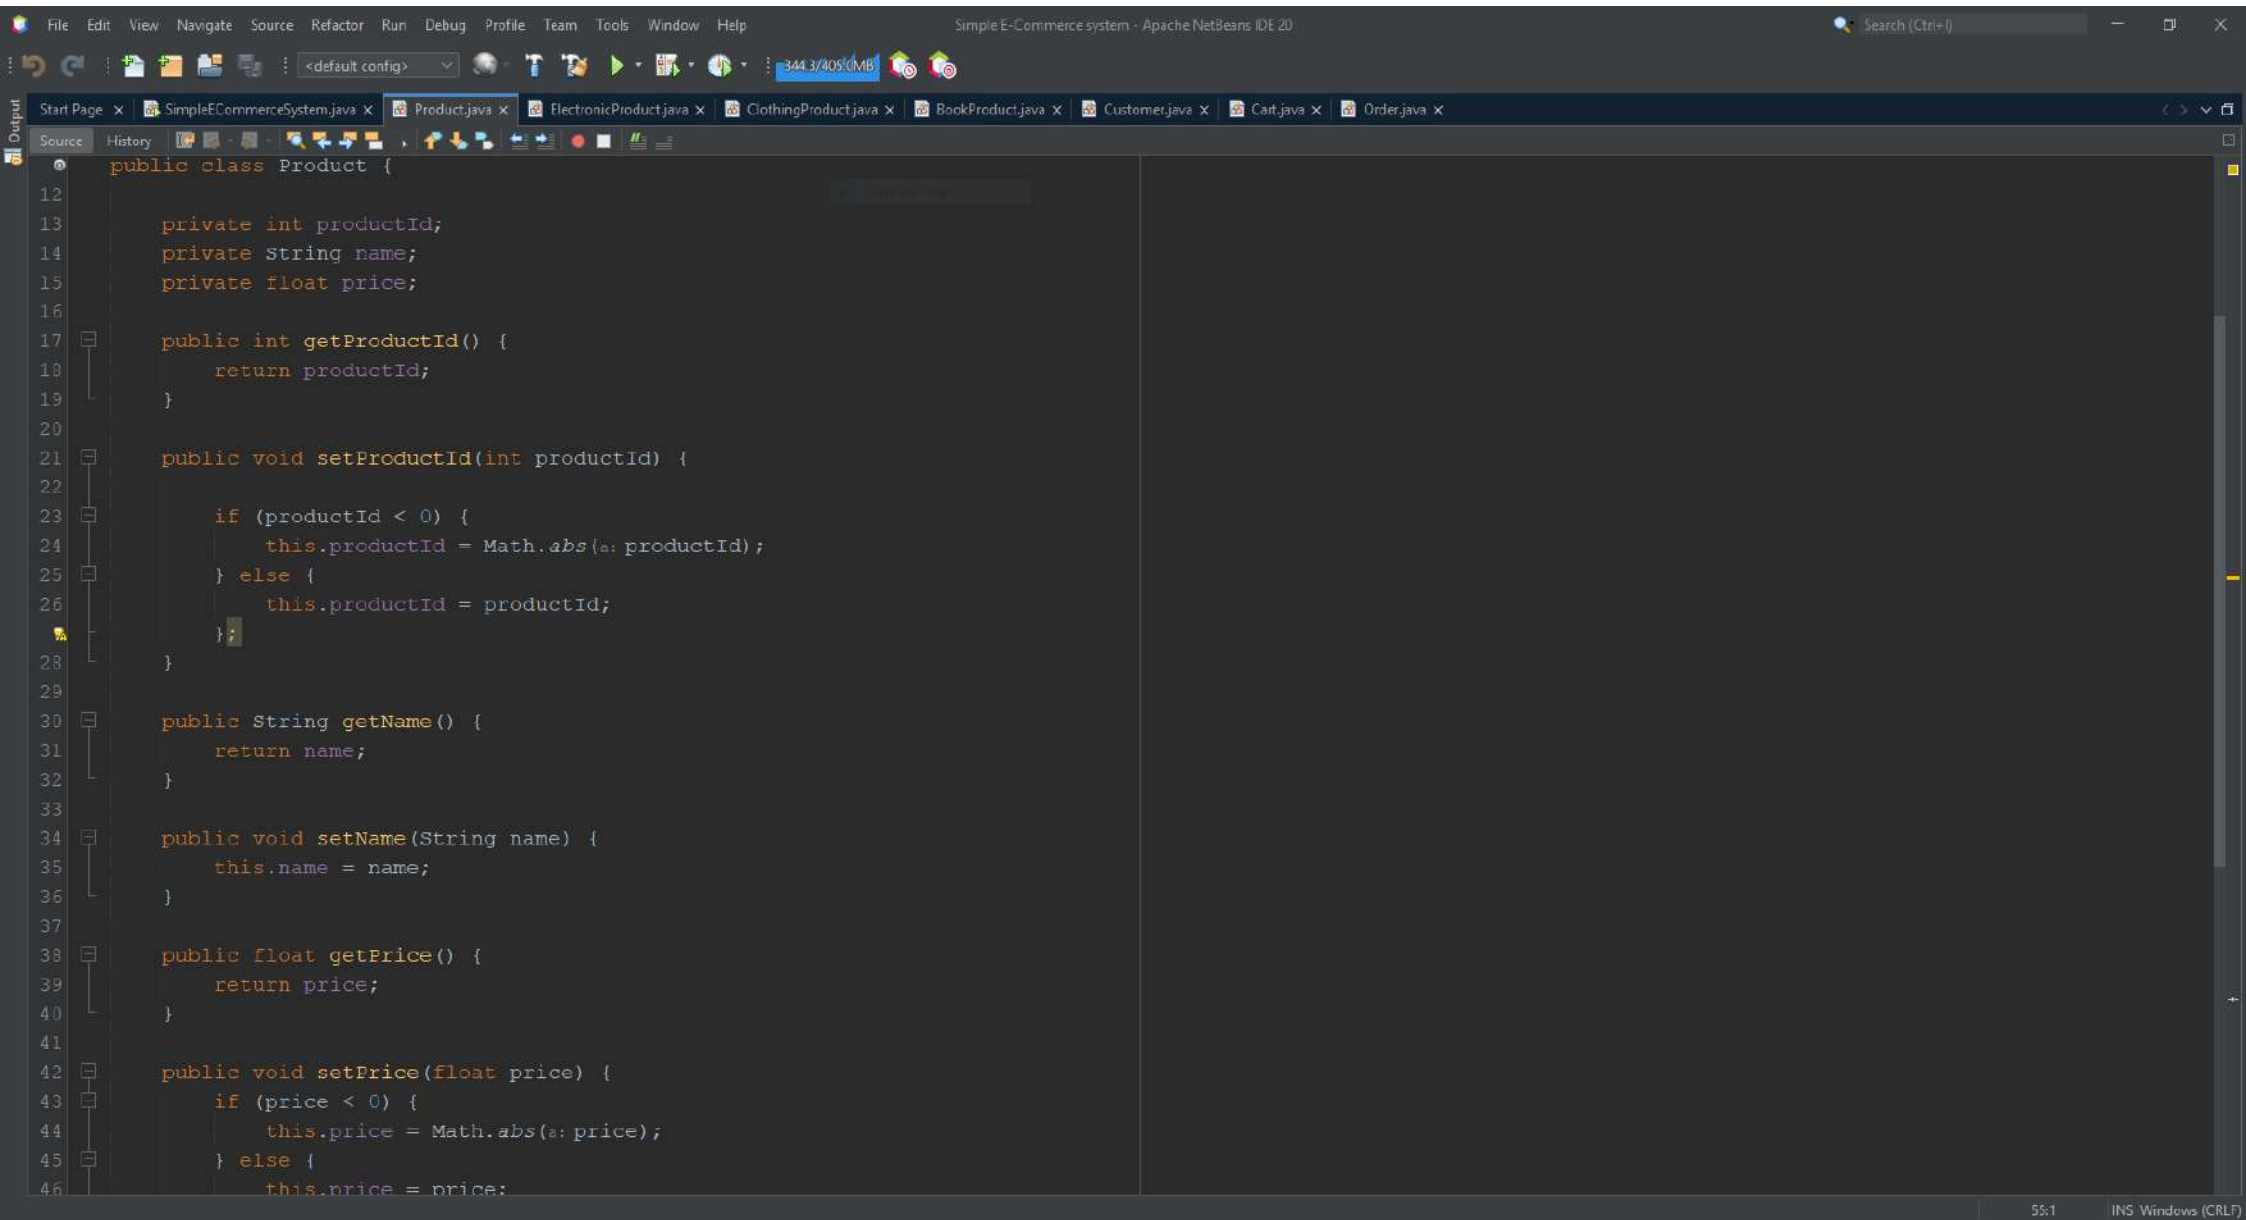 File Edit View Navigate Source Refactor Run Debug Profile Team Tools Window Help Simple E-Commerce system - Apache NetBeans IDE 20 Search (Ctrl+I)
<default config> 344.3/405.0MB
Output
Start Page SimpleECommerceSystem.java Product.java ElectronicProduct.java ClothingProduct.java BookProduct.java Customer.java Cart.java Order.java
Source History
public class Product {
12
13 private int productId;
14 private String name;
15 private float price;
16
17 public int getProductId() {
18 return productId;
19 }
20
21 public void setProductId(int productId) {
22
23 if (productId < 0) {
24 this.productId = Math.abs(a: productId);
25 } else {
26 this.productId = productId;
};
28 }
29
30 public String getName() {
31 return name;
32 }
33
34 public void setName(String name) {
35 this.name = name;
36 }
37
38 public float getPrice() {
39 return price;
40 }
41
42 public void setPrice(float price) {
43 if (price < 0) {
44 this.price = Math.abs(a: price);
45 } else {
46 this.price = price;
55:1 INS Windows (CRLF)